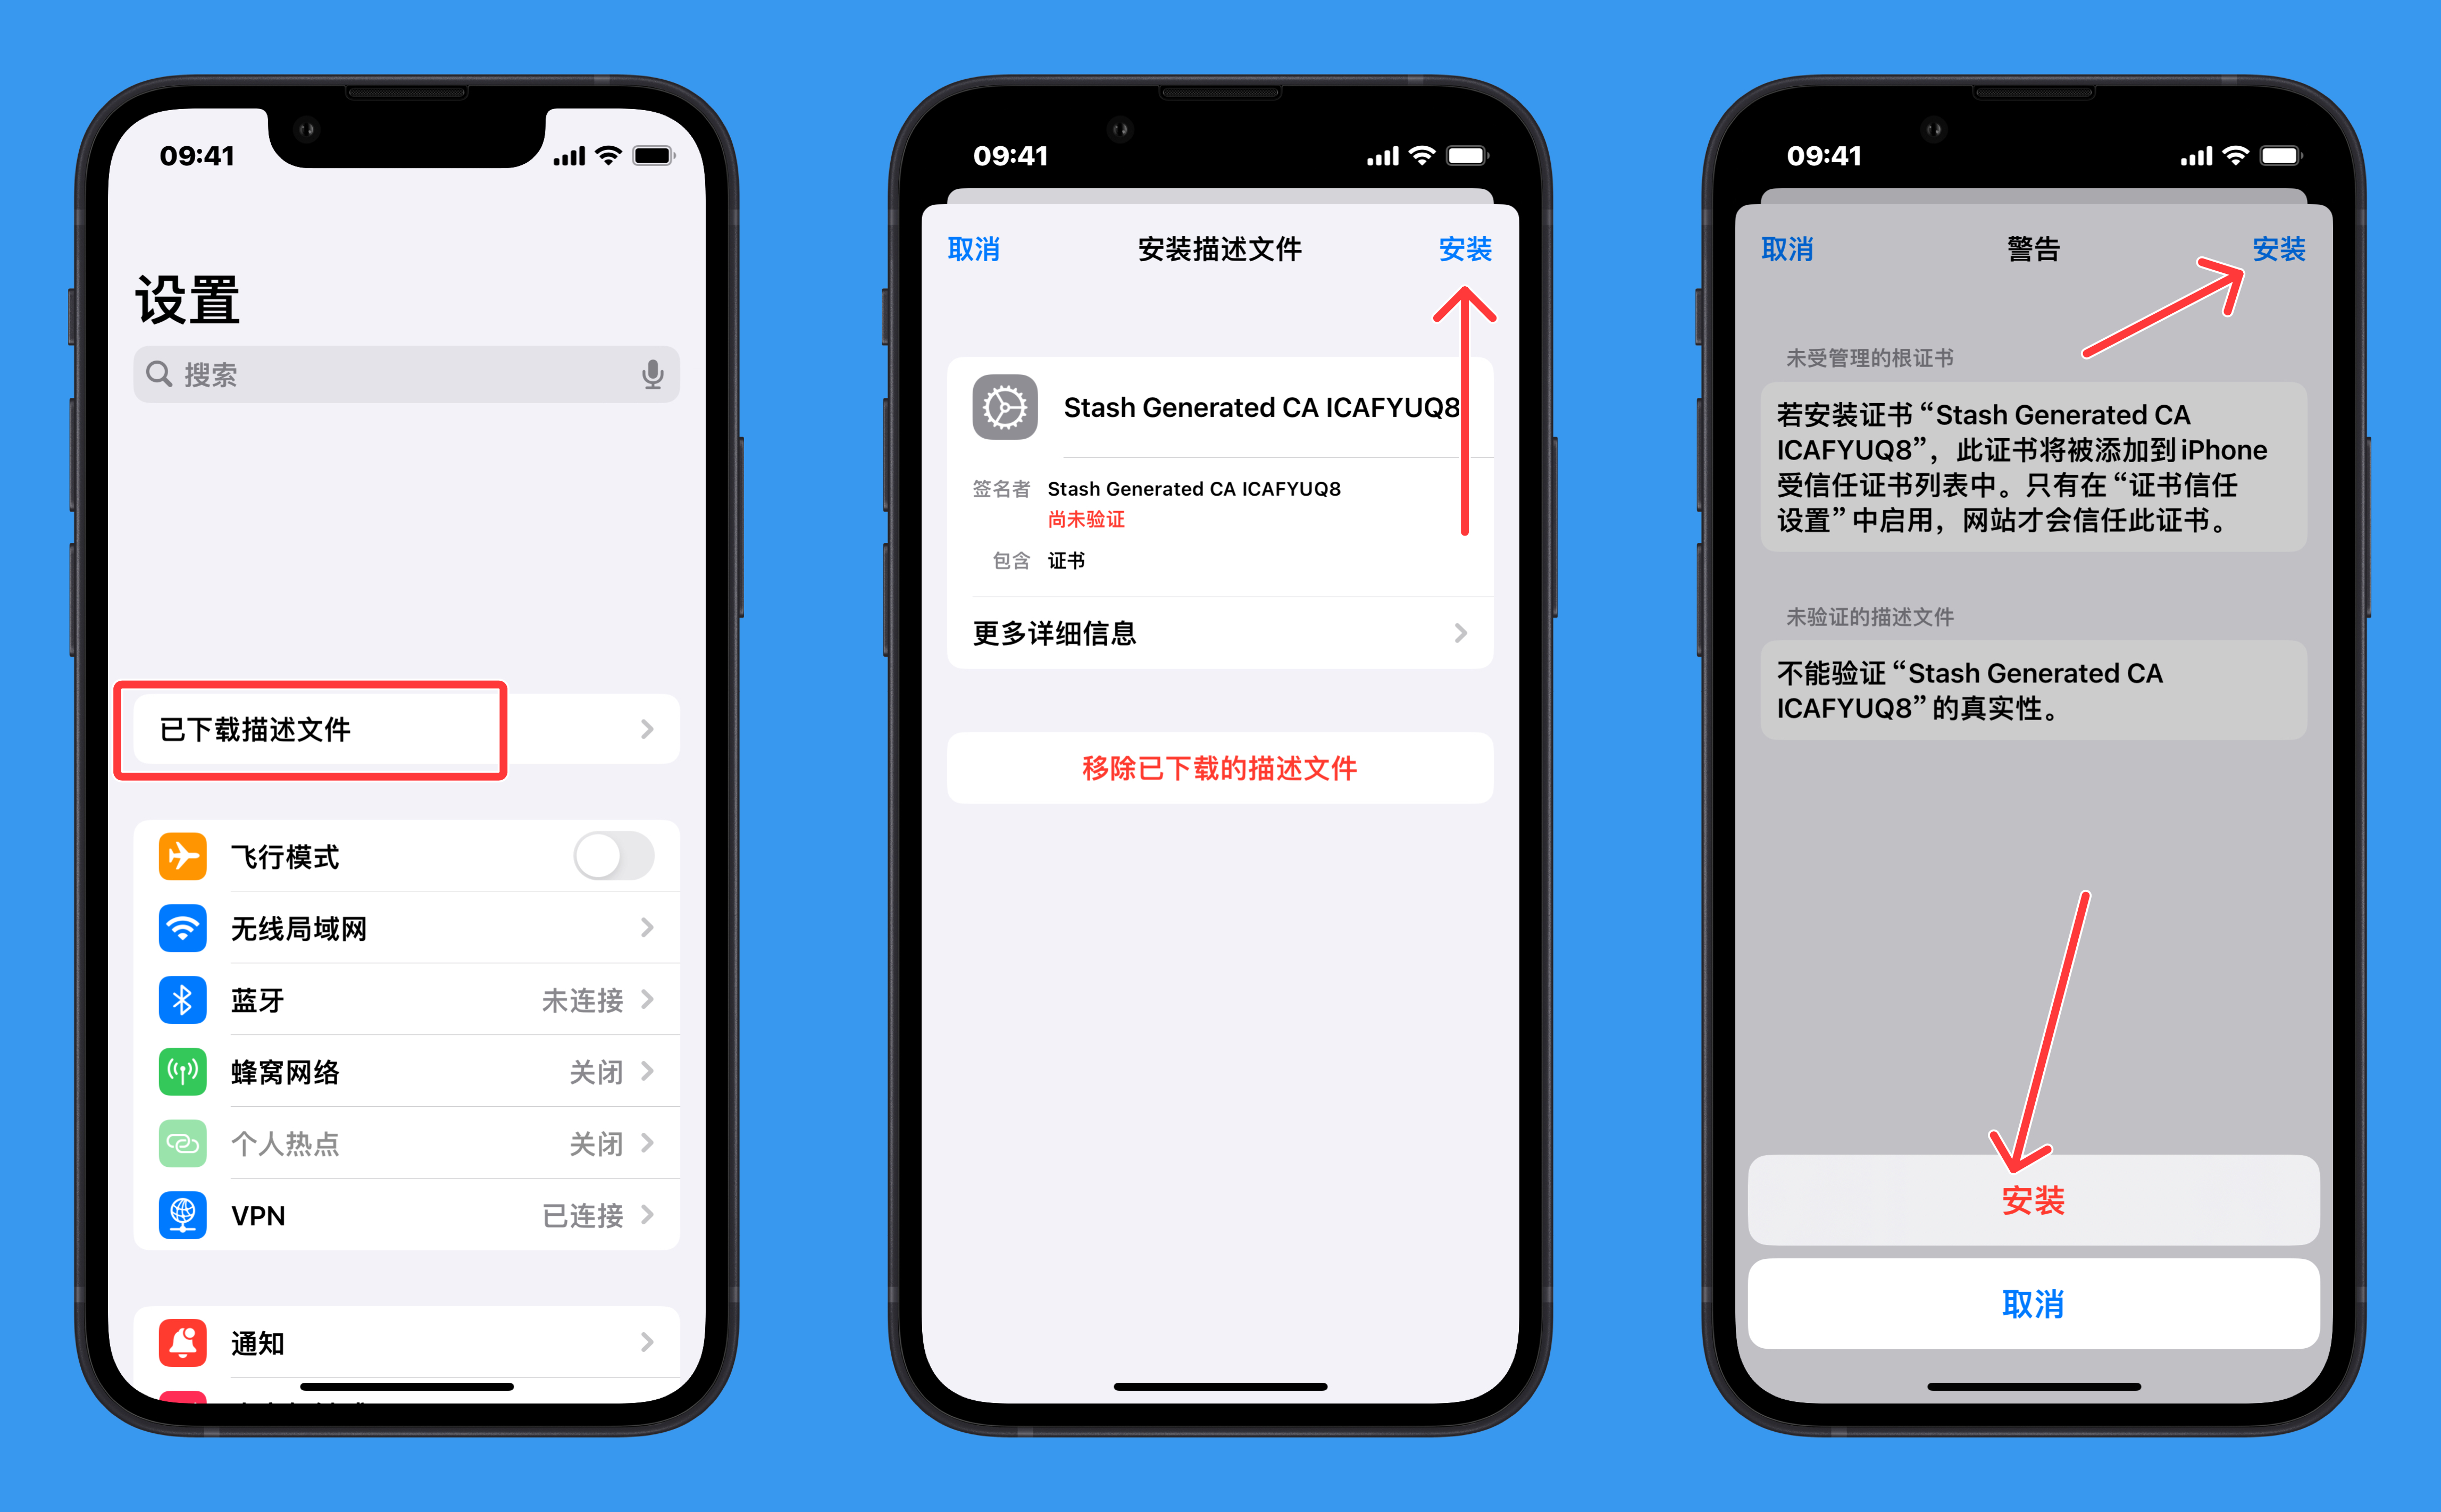 09:41
设置
搜索
已下载描述文件
飞行模式
无线局域网
蓝牙 未连接
蜂窝网络 关闭
个人热点 关闭
VPN 已连接
通知
09:41
取消 安装描述文件 安装
Stash Generated CA ICAFYUQ8
签名者 Stash Generated CA ICAFYUQ8
尚未验证
包含 证书
更多详细信息
移除已下载的描述文件
09:41
取消 警告 安装
未受管理的根证书
若安装证书“Stash Generated CA
ICAFYUQ8”，此证书将被添加到iPhone
受信任证书列表中。只有在“证书信任
设置”中启用，网站才会信任此证书。
未验证的描述文件
不能验证“Stash Generated CA
ICAFYUQ8”的真实性。
安装
取消